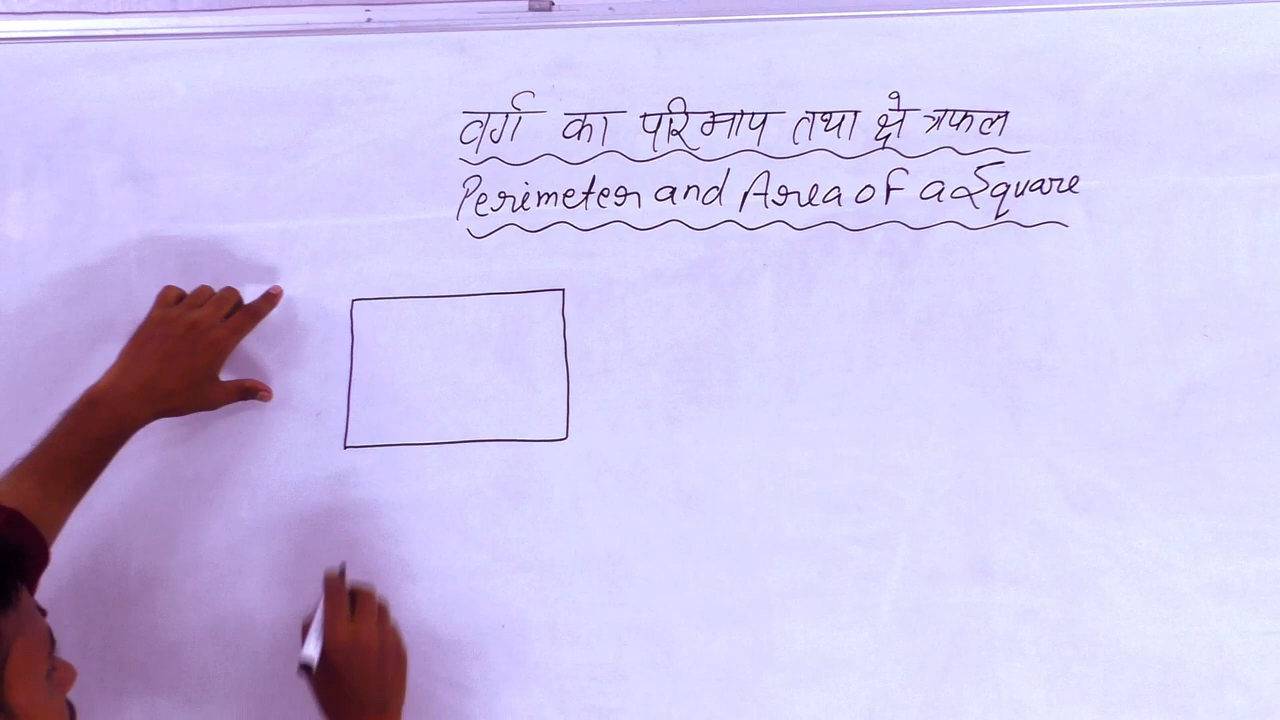 वर्ग का परिमाप तथा क्षेत्रफल
Perimeter and Area of a Square